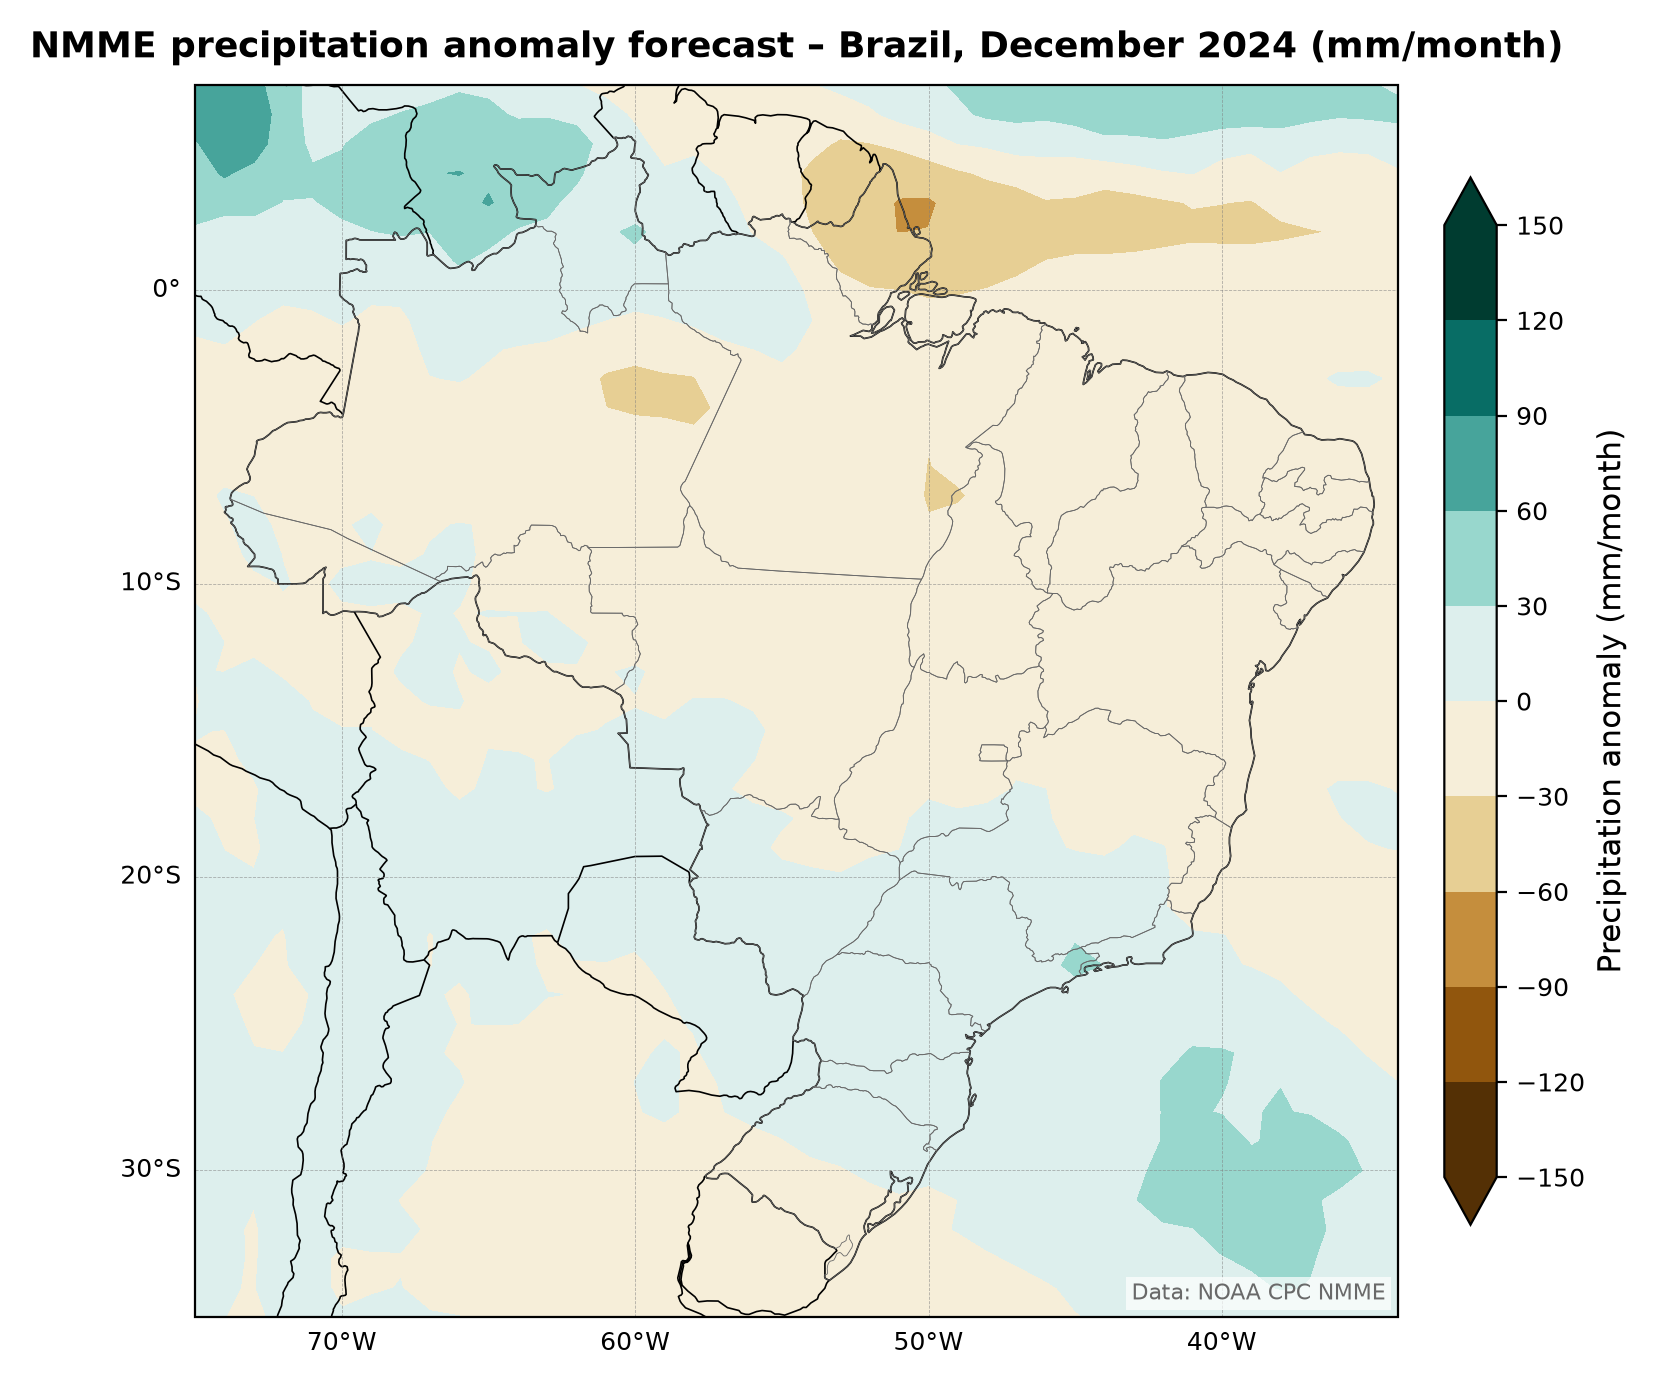 NMME precipitation anomaly forecast – Brazil, December 2024 (mm/month)
0°
10°S
20°S
30°S
70°W
60°W
50°W
40°W
150
120
90
60
30
0
−30
−60
−90
−120
−150
Precipitation anomaly (mm/month)
Data: NOAA CPC NMME